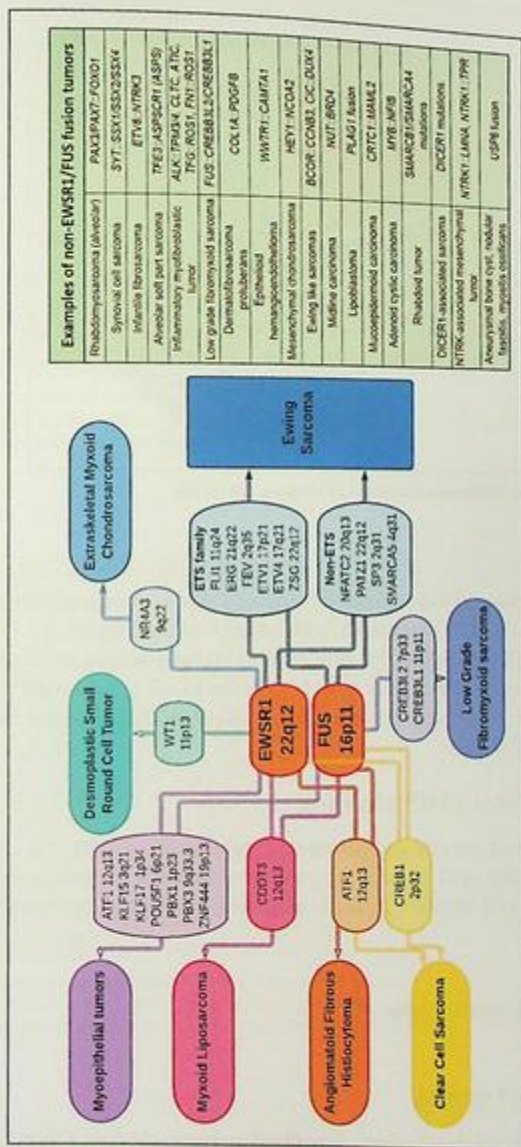 Myoepithelial tumors
ATF1 12q13
KLF15 3q21
KLF17 1p34
POU5F1 6p21
PBX1 1p23
PBX3 9q33.3
ZNF444 19p13
Desmoplastic Small
Round Cell Tumor
WT1
11p13
Extraskeletal Myxoid
Chondrosarcoma
NR4A3
9q22
Myxoid Liposarcoma
CDDT3
12q13
EWSR1
22q12
FUS
16p11
ETS family
FLI1 11q24
ERG 21q22
FEV 2q35
ETV1 17p21
ETV4 17q21
ZSG 22q12
Non-ETS
NFATC2 20q13
PATZ1 22q12
SP3 2q31
SMARCA5 4q31
Ewing
Sarcoma
Angiomatoid Fibrous
Histiocytoma
ATF1
12q13
Clear Cell Sarcoma
CREB1
2p32
CREB3L2 7p33
CREB3L1 11p11
Low Grade
Fibromyxoid sarcoma
Examples of non-EWSR1/FUS fusion tumors
Rhabdomyosarcoma (alveolar) PAX3/PAX7::FOXO1
Synovial cell sarcoma SYT::SSX1/SSX2/SSX4
Infantile fibrosarcoma ETV6::NTRK3
Alveolar soft part sarcoma TFE3::ASPSCR1 (ASPS)
Inflammatory myofibroblastic ALK::TPM3/4, CLTC, ATIC,
tumor TFG::ROS1, FN1::ROS1
Low grade fibromyxoid sarcoma FUS::CREB3L2/CREB3L1
Dermatofibrosarcoma COL1A::PDGFB
protuberans
Epithelioid WWTR1::CAMTA1
hemangioendothelioma
Mesenchymal chondrosarcoma HEY1::NCOA2
Ewing like sarcomas BCOR::CCNB3, CIC::DUX4
Midline carcinoma NUT::BRD4
Lipoblastoma PLAG1 fusion
Mucoepidermoid carcinoma CRTC1::MAML2
Adenoid cystic carcinoma MYB::NFIB
Rhabdoid tumor SMARCB1/SMARCA4
mutations
DICER1-associated sarcoma DICER1 mutations
NTRK-associated mesenchymal NTRK1::LMNA, NTRK1::TPR
tumor
Aneurysmal bone cyst, nodular USP6 fusion
fasciitis, myositis ossificans